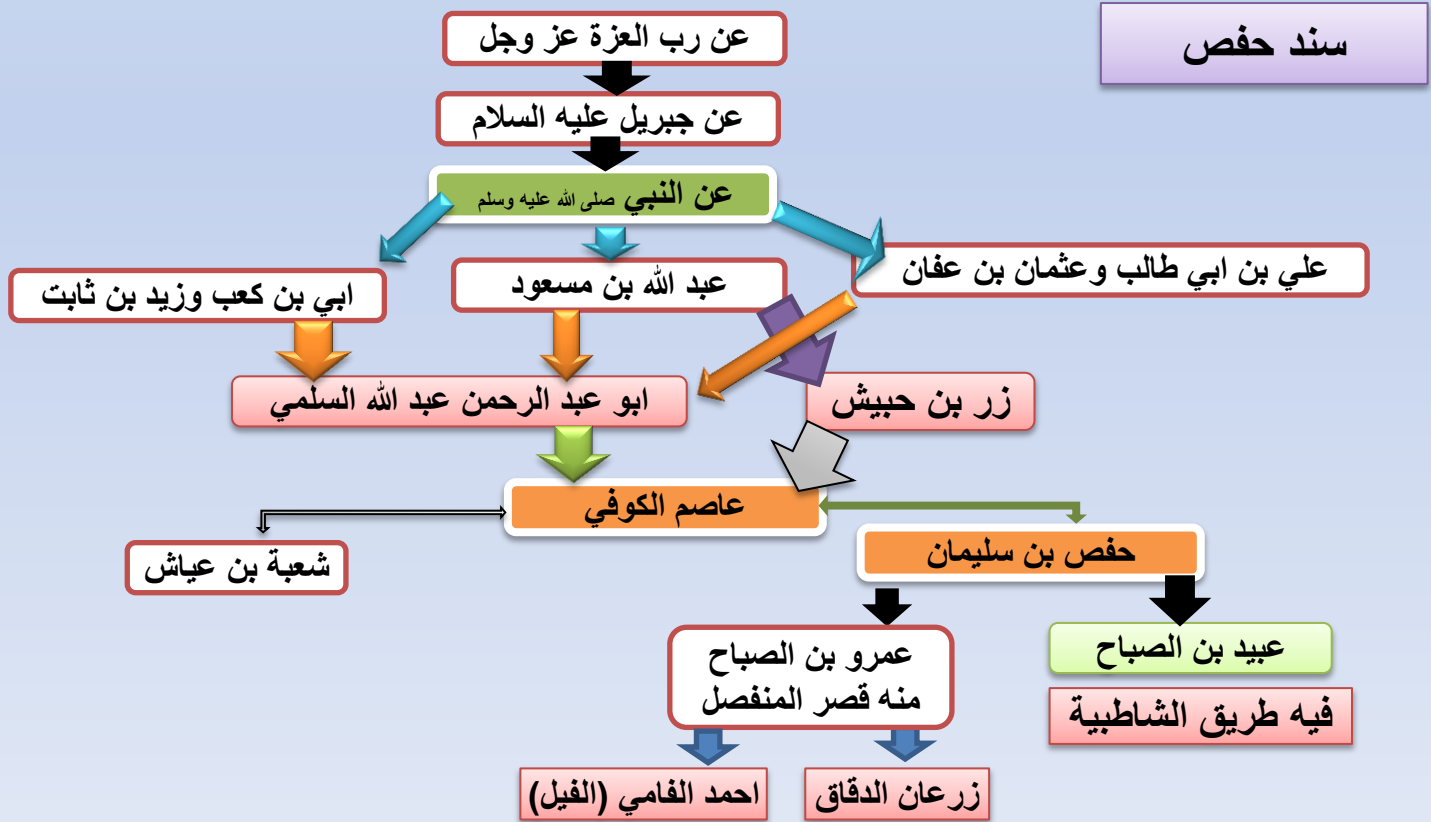 سند حفص
عن رب العزة عز وجل
عن جبريل عليه السلام
عن النبي صلى الله عليه وسلم
علي بن ابي طالب وعثمان بن عفان
عبد الله بن مسعود
ابي بن كعب وزيد بن ثابت
زر بن حبيش
ابو عبد الرحمن عبد الله السلمي
عاصم الكوفي
حفص بن سليمان
شعبة بن عياش
عبيد بن الصباح
فيه طريق الشاطبية
عمرو بن الصباح
منه قصر المنفصل
زرعان الدقاق
احمد الفامي (الفيل)